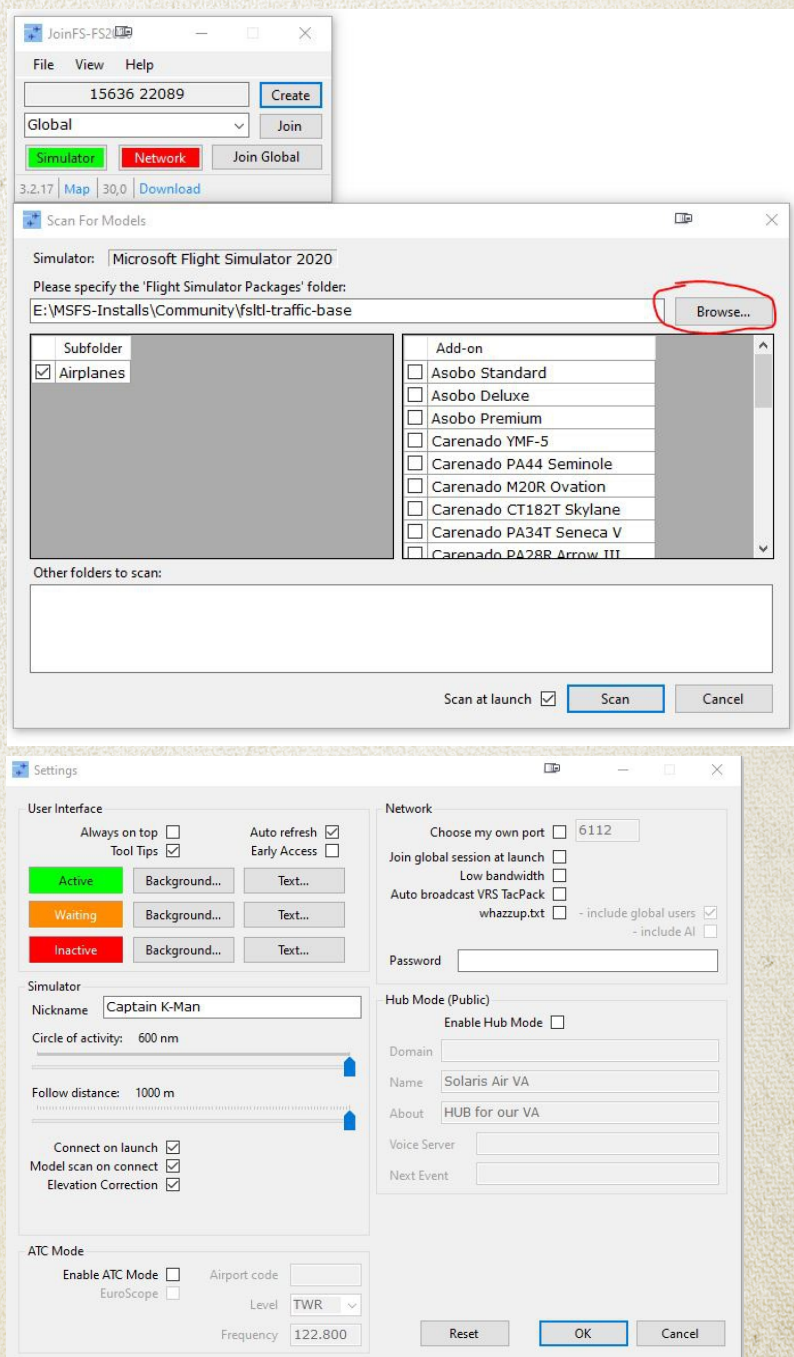 JoinFS-FS20
File View Help
15636 22089 Create
Global Join
Simulator Network Join Global
3.2.17 Map 30,0 Download
Scan For Models
Simulator: Microsoft Flight Simulator 2020
Please specify the 'Flight Simulator Packages' folder:
E:\MSFS-Installs\Community\fsltl-traffic-base Browse...
Subfolder
Airplanes
Add-on
Asobo Standard
Asobo Deluxe
Asobo Premium
Carenado YMF-5
Carenado PA44 Seminole
Carenado M20R Ovation
Carenado CT182T Skylane
Carenado PA34T Seneca V
Carenado PA28R Arrow III
Other folders to scan:
Scan at launch Scan Cancel
Settings
User Interface
Always on top Auto refresh
Tool Tips Early Access
Active Background... Text...
Waiting Background... Text...
Inactive Background... Text...
Simulator
Nickname Captain K-Man
Circle of activity: 600 nm
Follow distance: 1000 m
Connect on launch
Model scan on connect
Elevation Correction
ATC Mode
Enable ATC Mode Airport code
EuroScope Level TWR
Frequency 122.800
Network
Choose my own port 6112
Join global session at launch
Low bandwidth
Auto broadcast VRS TacPack
whazzup.txt - include global users
- include AI
Password
Hub Mode (Public)
Enable Hub Mode
Domain
Name Solaris Air VA
About HUB for our VA
Voice Server
Next Event
Reset OK Cancel